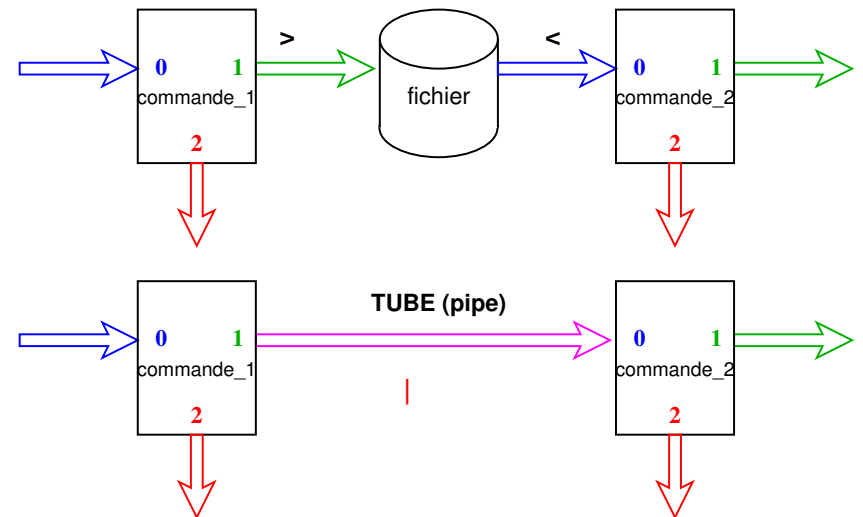 > <
0 1 fichier 0 1
commande_1 commande_2
2 2
TUBE (pipe)
0 1 0 1
commande_1 commande_2
|
2 2